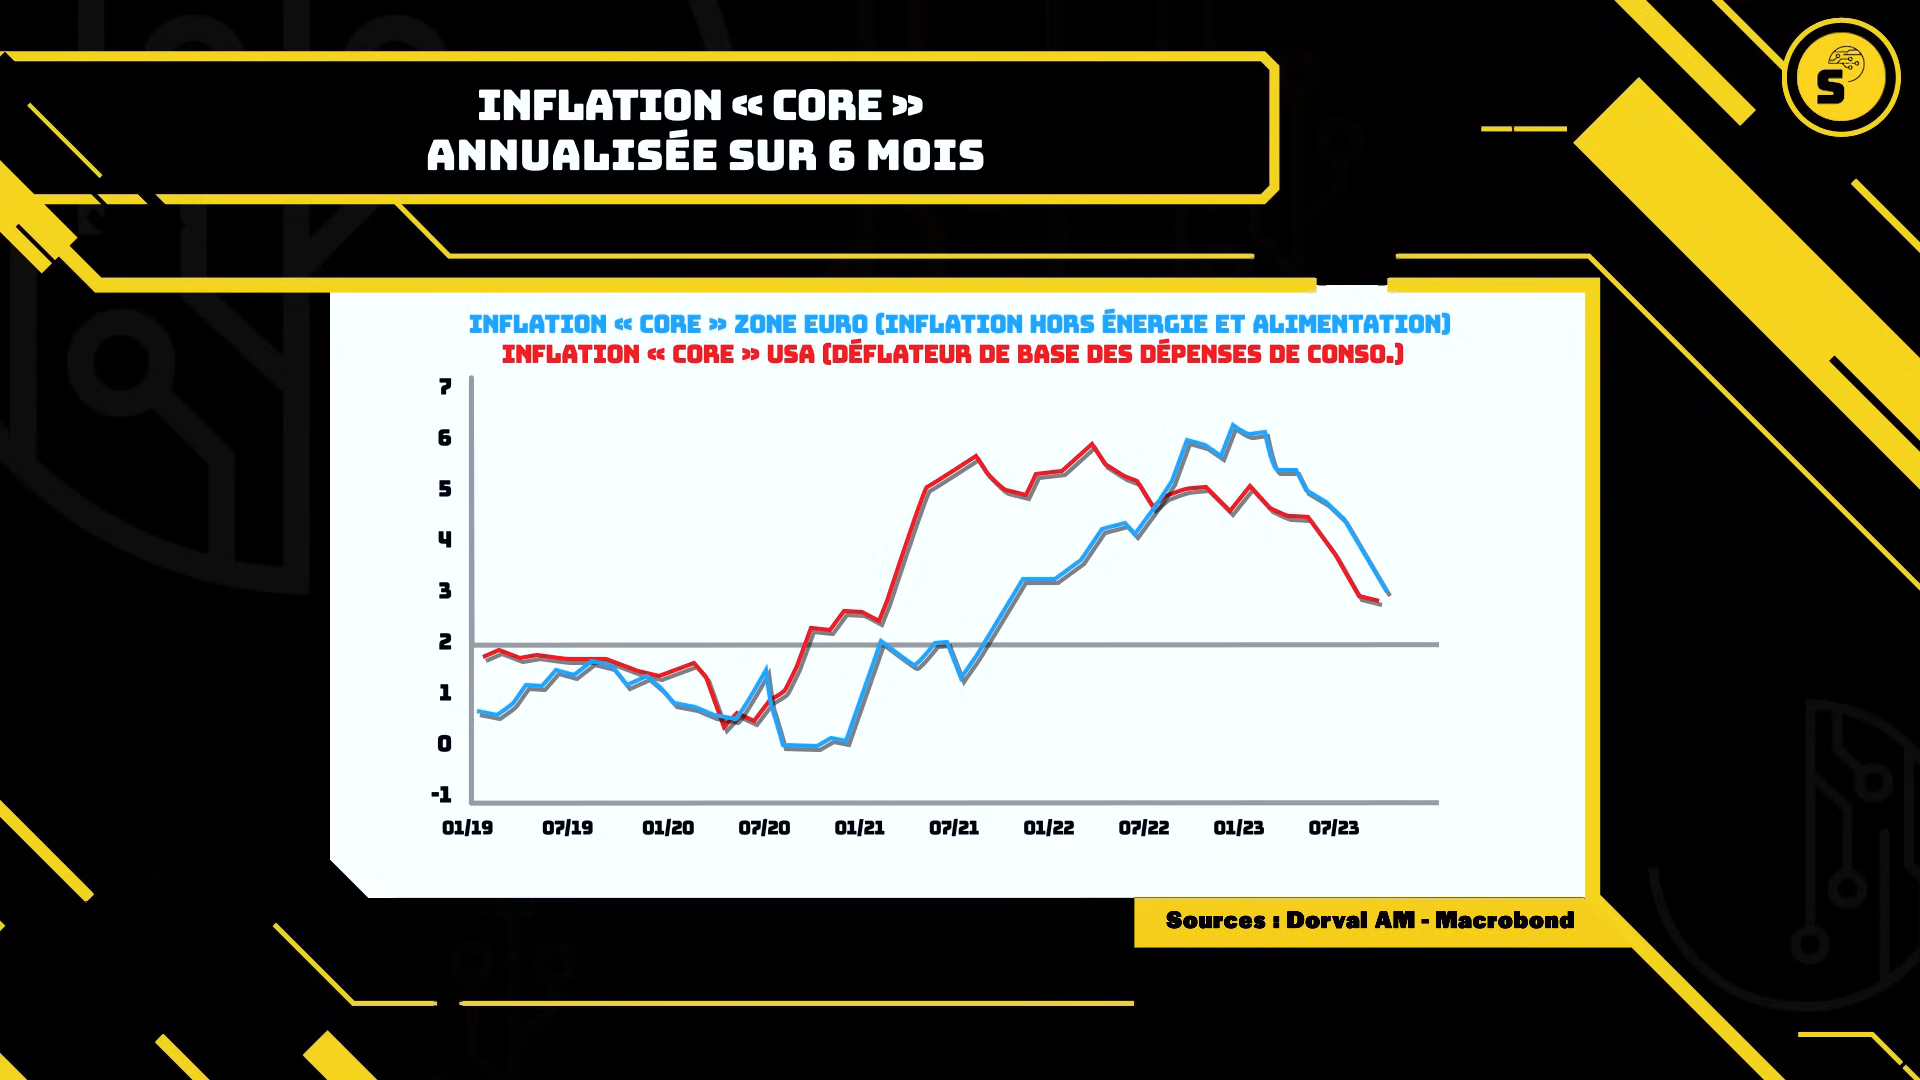 INFLATION « CORE »
ANNUALISÉE SUR 6 MOIS
S
INFLATION « CORE » ZONE EURO (INFLATION HORS ÉNERGIE ET ALIMENTATION)
INFLATION « CORE » USA (DÉFLATEUR DE BASE DES DÉPENSES DE CONSO.)
7
6
5
4
3
2
1
0
-1
01/19 07/19 01/20 07/20 01/21 07/21 01/22 07/22 01/23 07/23
Sources : Dorval AM - Macrobond